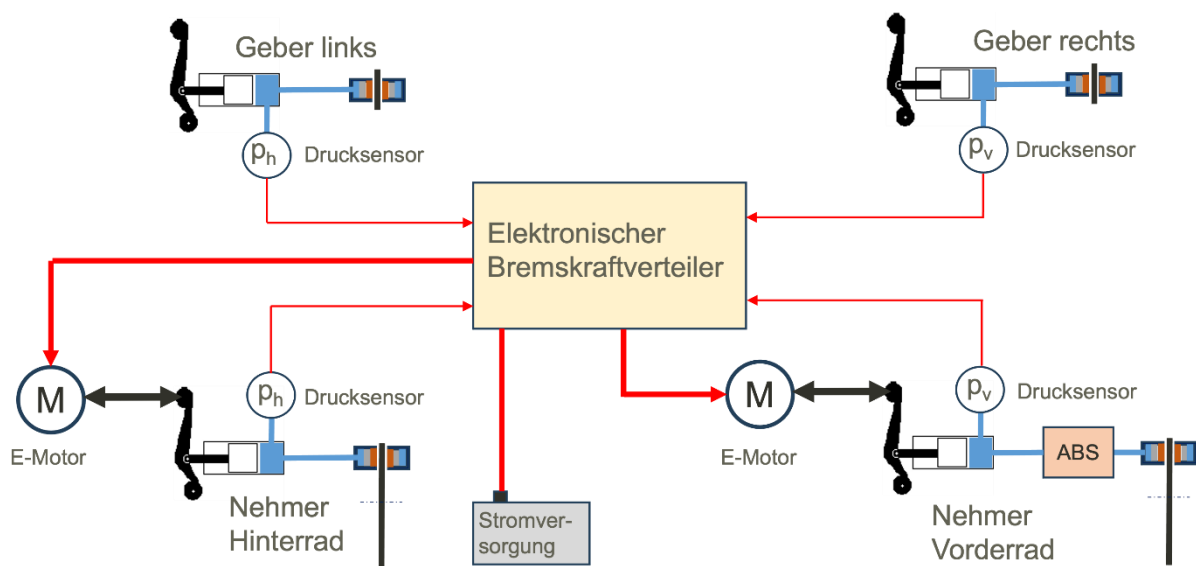 Geber links
Geber rechts
p_h Drucksensor
p_v Drucksensor
Elektronischer
Bremskraftverteiler
M
E-Motor
p_h Drucksensor
Nehmer
Hinterrad
Stromver-
sorgung
M
E-Motor
p_v Drucksensor
ABS
Nehmer
Vorderrad